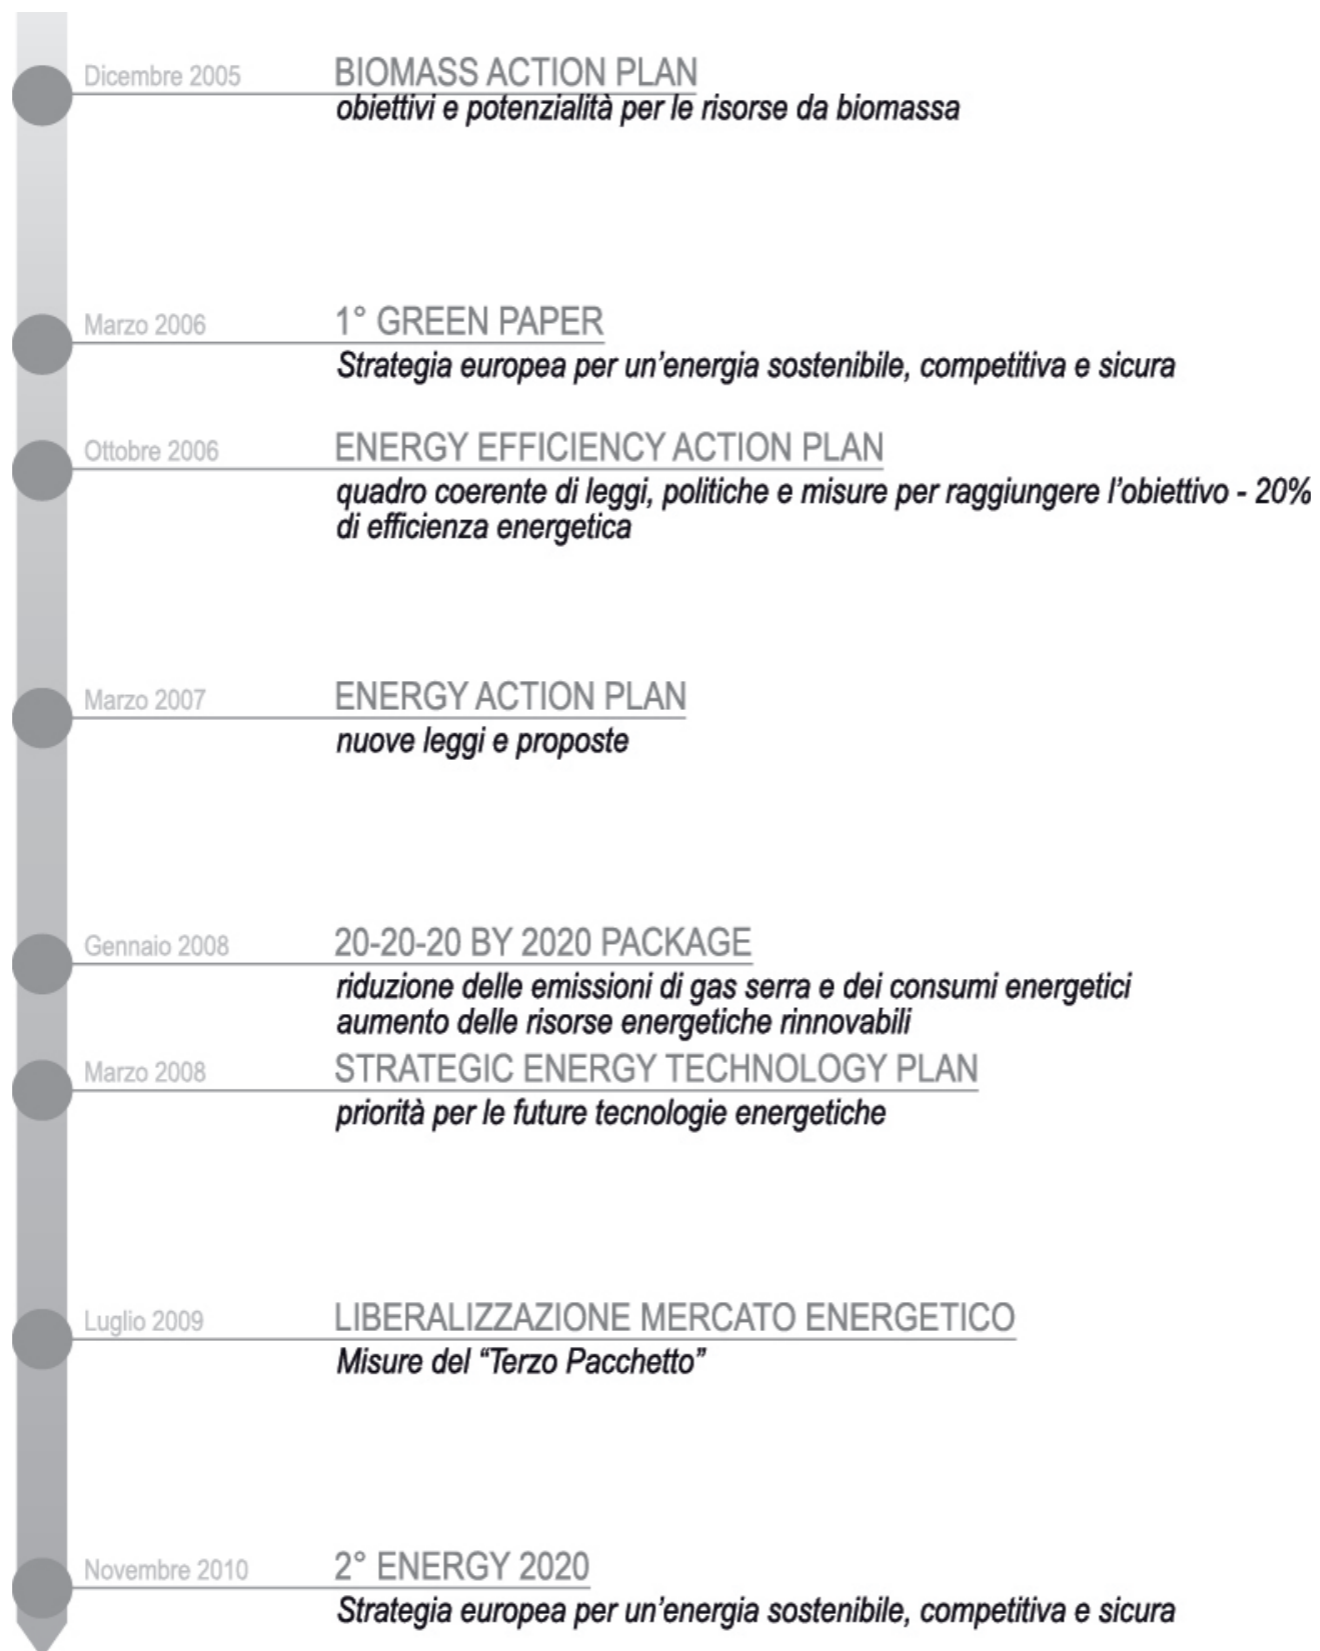 Dicembre 2005 BIOMASS ACTION PLAN
obiettivi e potenzialità per le risorse da biomassa
Marzo 2006 1° GREEN PAPER
Strategia europea per un’energia sostenibile, competitiva e sicura
Ottobre 2006 ENERGY EFFICIENCY ACTION PLAN
quadro coerente di leggi, politiche e misure per raggiungere l’obiettivo - 20%
di efficienza energetica
Marzo 2007 ENERGY ACTION PLAN
nuove leggi e proposte
Gennaio 2008 20-20-20 BY 2020 PACKAGE
riduzione delle emissioni di gas serra e dei consumi energetici
aumento delle risorse energetiche rinnovabili
Marzo 2008 STRATEGIC ENERGY TECHNOLOGY PLAN
priorità per le future tecnologie energetiche
Luglio 2009 LIBERALIZZAZIONE MERCATO ENERGETICO
Misure del “Terzo Pacchetto”
Novembre 2010 2° ENERGY 2020
Strategia europea per un’energia sostenibile, competitiva e sicura